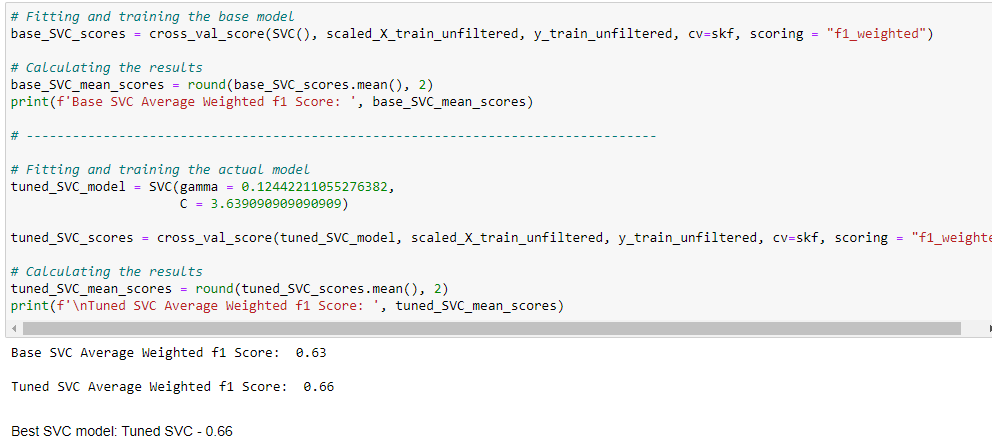 # Fitting and training the base model
base_SVC_scores = cross_val_score(SVC(), scaled_X_train_unfiltered, y_train_unfiltered, cv=skf, scoring = "f1_weighted")
# Calculating the results
base_SVC_mean_scores = round(base_SVC_scores.mean(), 2)
print(f'Base SVC Average Weighted f1 Score: ', base_SVC_mean_scores)
# ----------------------------------------------------------------------------------
# Fitting and training the actual model
tuned_SVC_model = SVC(gamma = 0.12442211055276382,
C = 3.639090909090909)
tuned_SVC_scores = cross_val_score(tuned_SVC_model, scaled_X_train_unfiltered, y_train_unfiltered, cv=skf, scoring = "f1_weighte
# Calculating the results
tuned_SVC_mean_scores = round(tuned_SVC_scores.mean(), 2)
print(f'\nTuned SVC Average Weighted f1 Score: ', tuned_SVC_mean_scores)
Base SVC Average Weighted f1 Score:  0.63
Tuned SVC Average Weighted f1 Score:  0.66
Best SVC model: Tuned SVC - 0.66